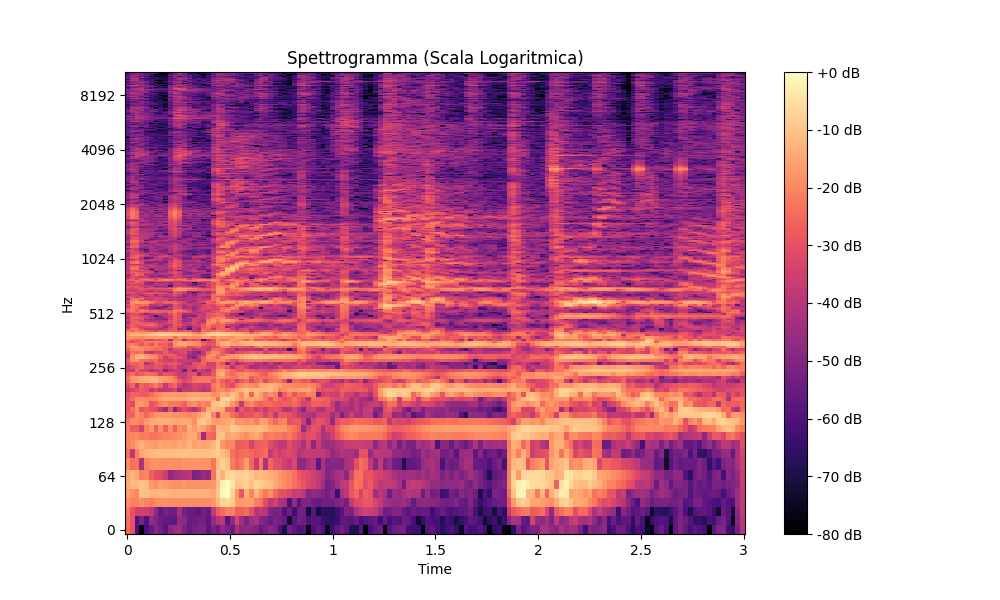 Spettrogramma (Scala Logaritmica)
8192
4096
2048
1024
512
256
128
64
0
Hz
0
0.5
1
1.5
2
2.5
3
Time
+0 dB
-10 dB
-20 dB
-30 dB
-40 dB
-50 dB
-60 dB
-70 dB
-80 dB